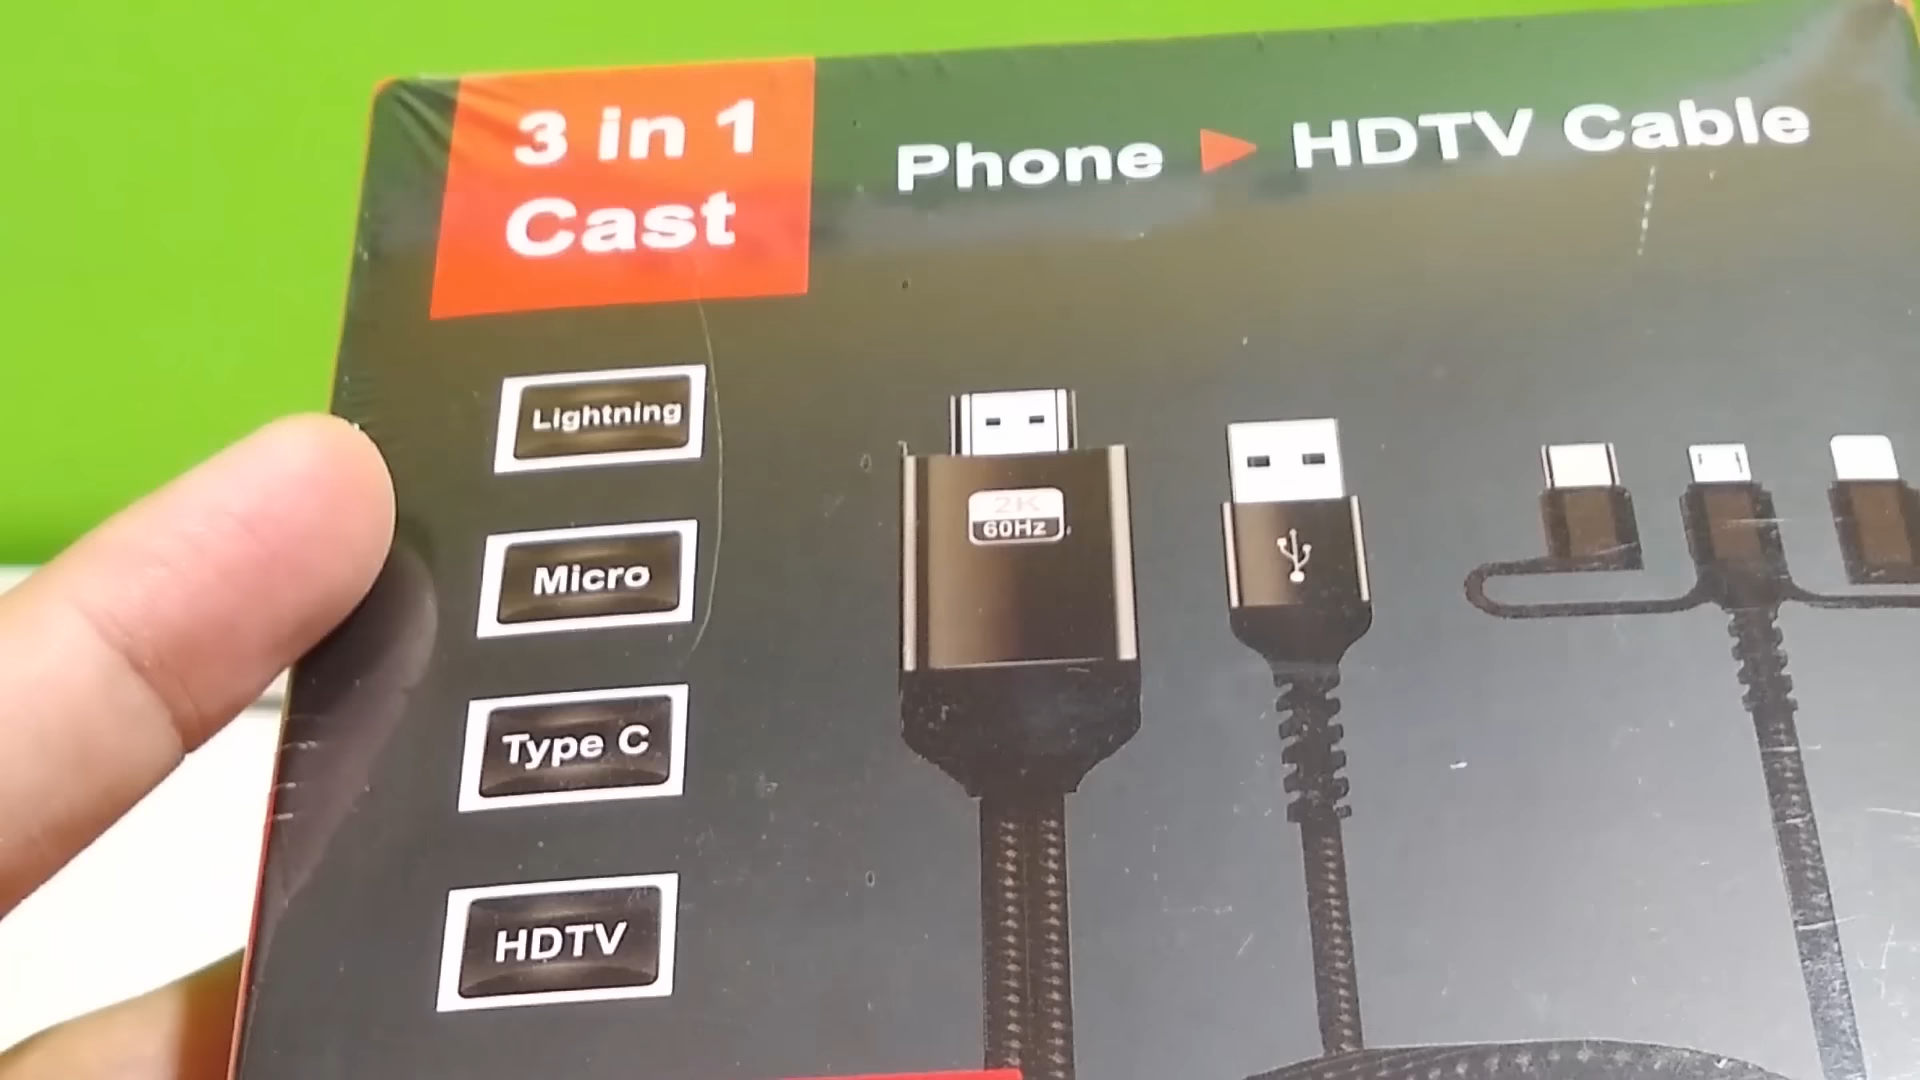 3 in 1
Cast
Phone HDTV Cable
Lightning
Micro
Type C
HDTV
2K
60Hz